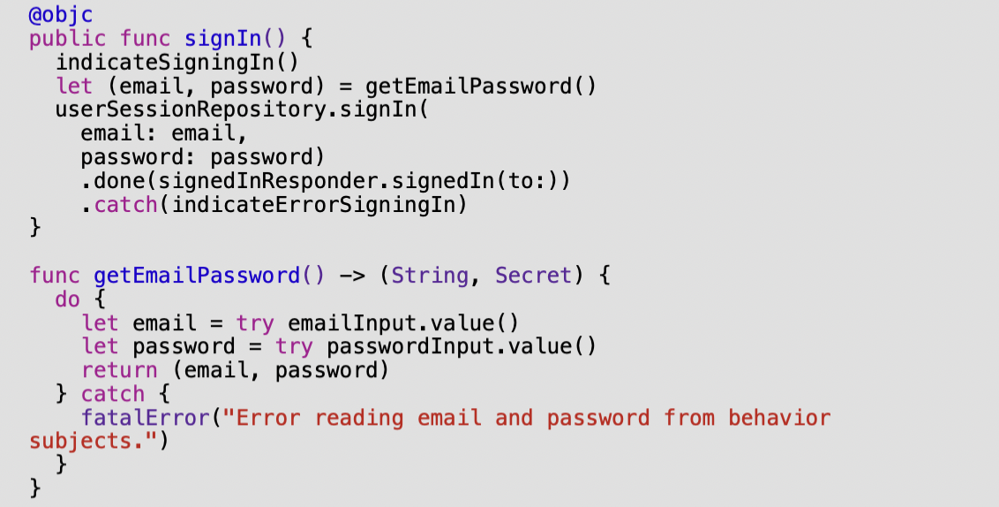 @objc
public func signIn() {
  indicateSigningIn()
  let (email, password) = getEmailPassword()
  userSessionRepository.signIn(
    email: email,
    password: password)
    .done(signedInResponder.signedIn(to:))
    .catch(indicateErrorSigningIn)
}

func getEmailPassword() -> (String, Secret) {
  do {
    let email = try emailInput.value()
    let password = try passwordInput.value()
    return (email, password)
  } catch {
    fatalError("Error reading email and password from behavior
subjects.")
  }
}